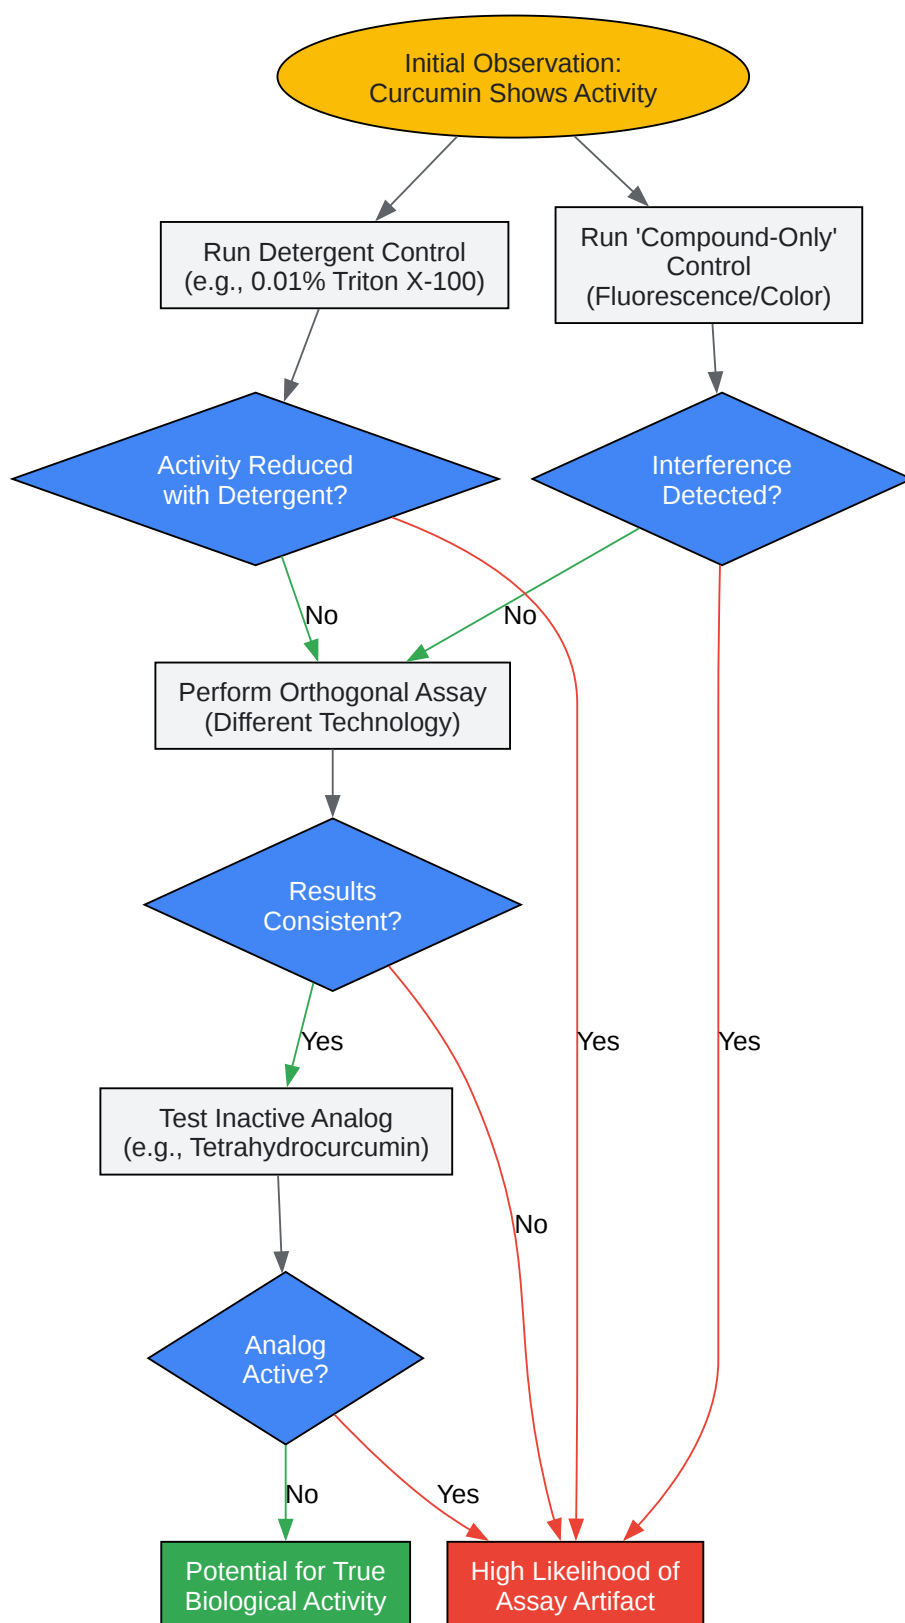 Initial Observation:
Curcumin Shows Activity
Run Detergent Control
(e.g., 0.01% Triton X-100)
Run 'Compound-Only'
Control
(Fluorescence/Color)
Activity Reduced
with Detergent?
Interference
Detected?
No
No
Perform Orthogonal Assay
(Different Technology)
Results
Consistent?
Yes
Yes
Yes
Test Inactive Analog
(e.g., Tetrahydrocurcumin)
No
Analog
Active?
No
Yes
Potential for True
Biological Activity
High Likelihood of
Assay Artifact